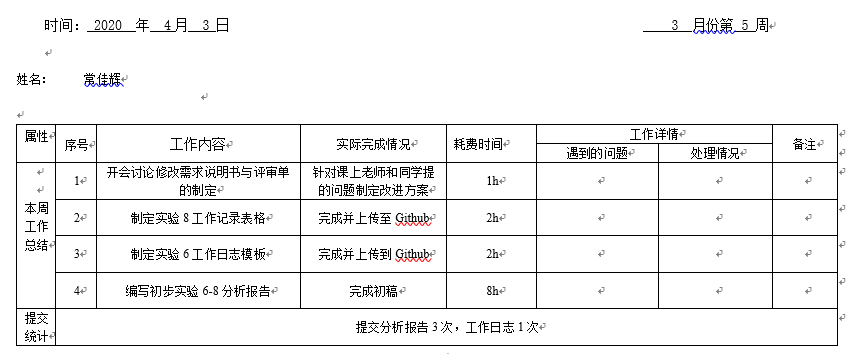 时间： 2020 年 4 月 3 日 3 月份第 5 周
姓名： 常佳辉
属性 序号 工作内容 实际完成情况 耗费时间 工作详情 备注
遇到的问题 处理情况
本周
工作
总结
1 开会讨论修改需求说明书与评审单
的制定 针对课上老师和同学提
的问题制定改进方案 1h
2 制定实验 8 工作记录表格 完成并上传至 Github 2h
3 制定实验 6 工作日志模板 完成并上传到 Github 2h
4 编写初步实验 6-8 分析报告 完成初稿 8h
提交
统计 提交分析报告 3 次，工作日志 1 次